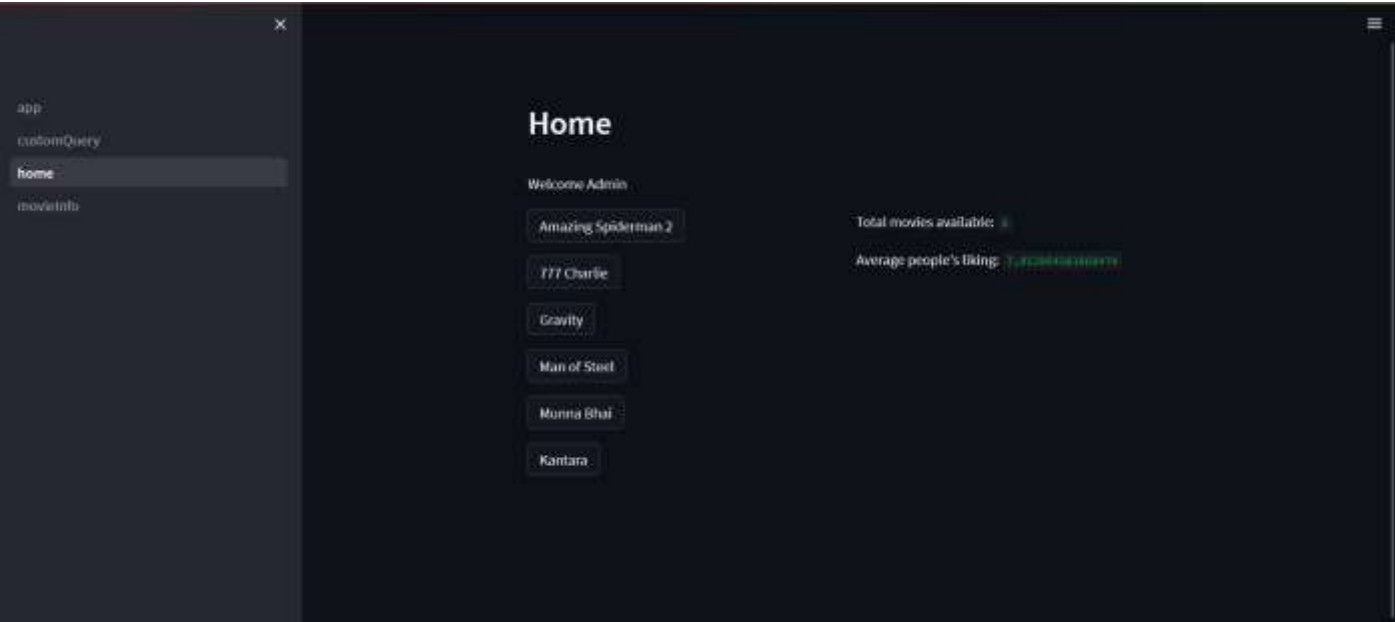 app
customQuery
home
movieInfo
Home
Welcome Admin
Amazing Spiderman 2
777 Charlie
Gravity
Man of Steel
Munna Bhai
Kantara
Total movies available:
Average people's liking: